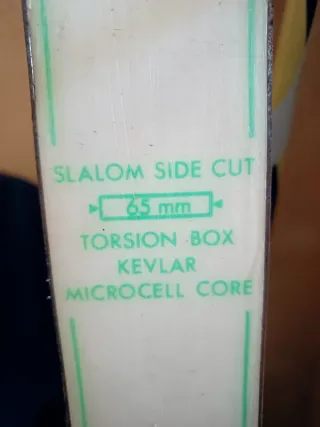 SLALOM SIDE CUT
65 mm
TORSION BOX
KEVLAR
MICROCELL CORE